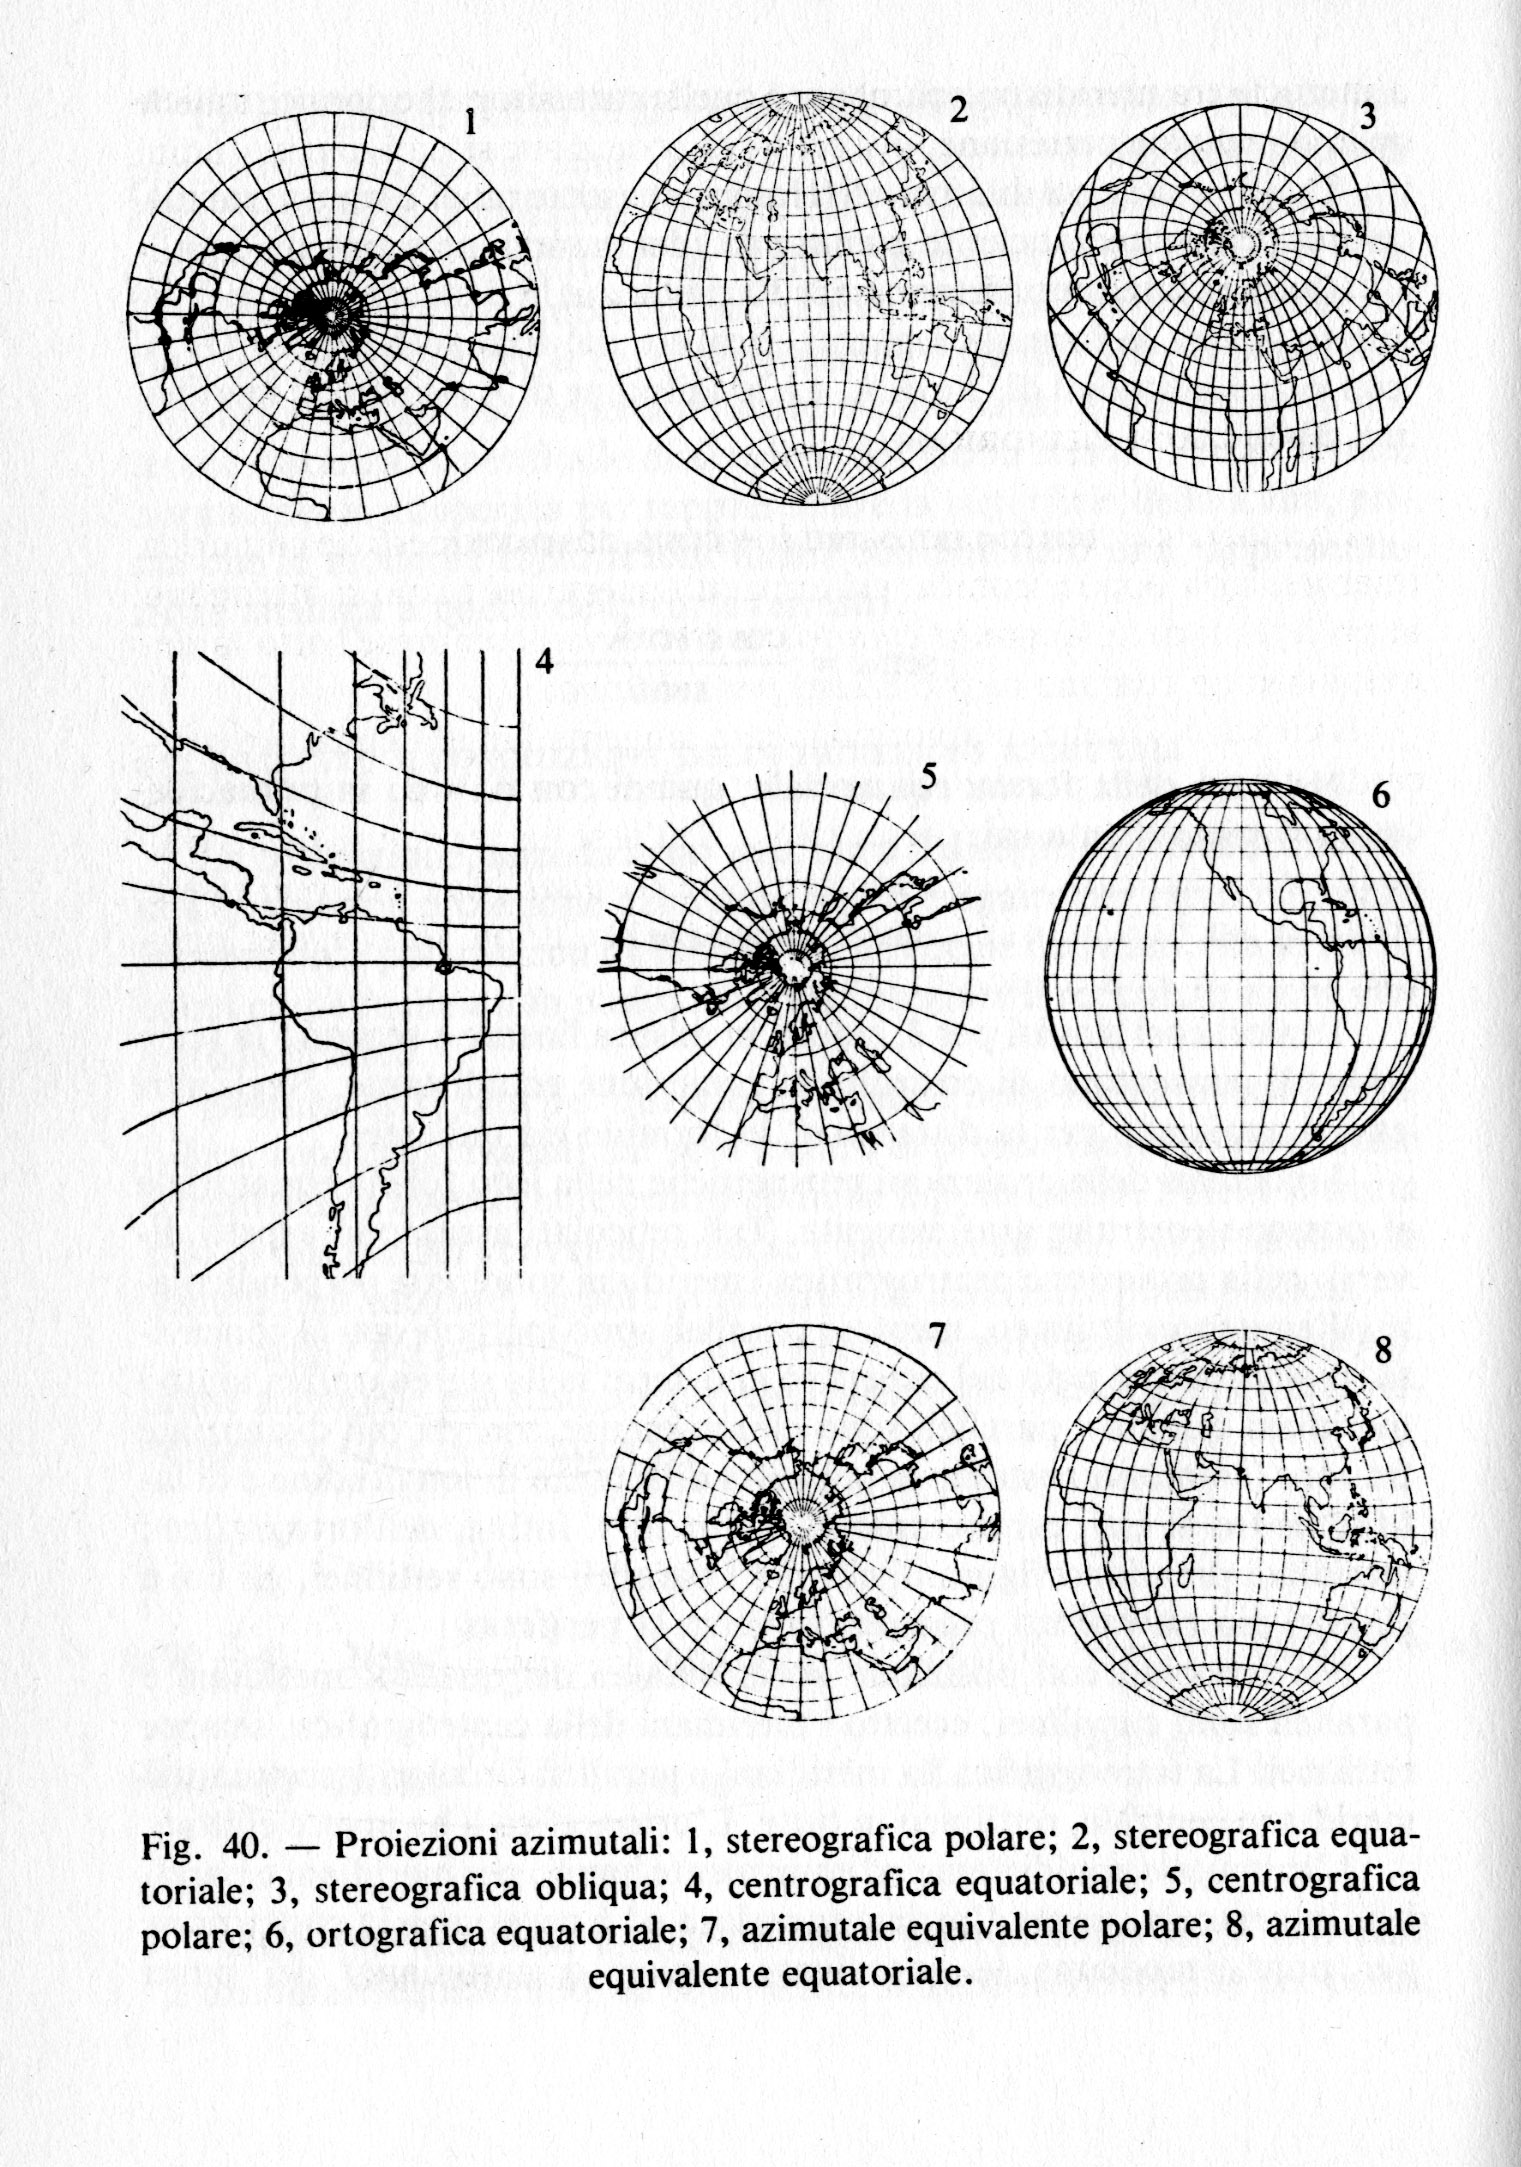 1
2
3
4
5
6
7
8
Fig. 40. — Proiezioni azimutali: 1, stereografica polare; 2, stereografica equa-
toriale; 3, stereografica obliqua; 4, centrografica equatoriale; 5, centrografica
polare; 6, ortografica equatoriale; 7, azimutale equivalente polare; 8, azimutale
equivalente equatoriale.